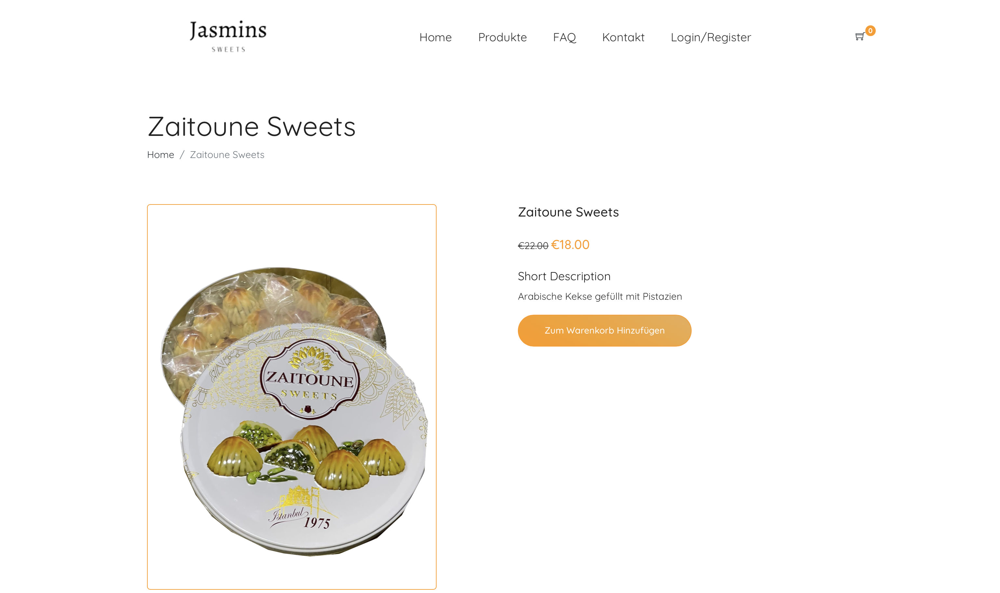 Jasmins
SWEETS
Home Produkte FAQ Kontakt Login/Register
0
Zaitoune Sweets
Home / Zaitoune Sweets
Zaitoune Sweets
€22.00 €18.00
Short Description
Arabische Kekse gefüllt mit Pistazien
Zum Warenkorb Hinzufügen
ZAITOUNE
SWEETS
Istanbul
1975